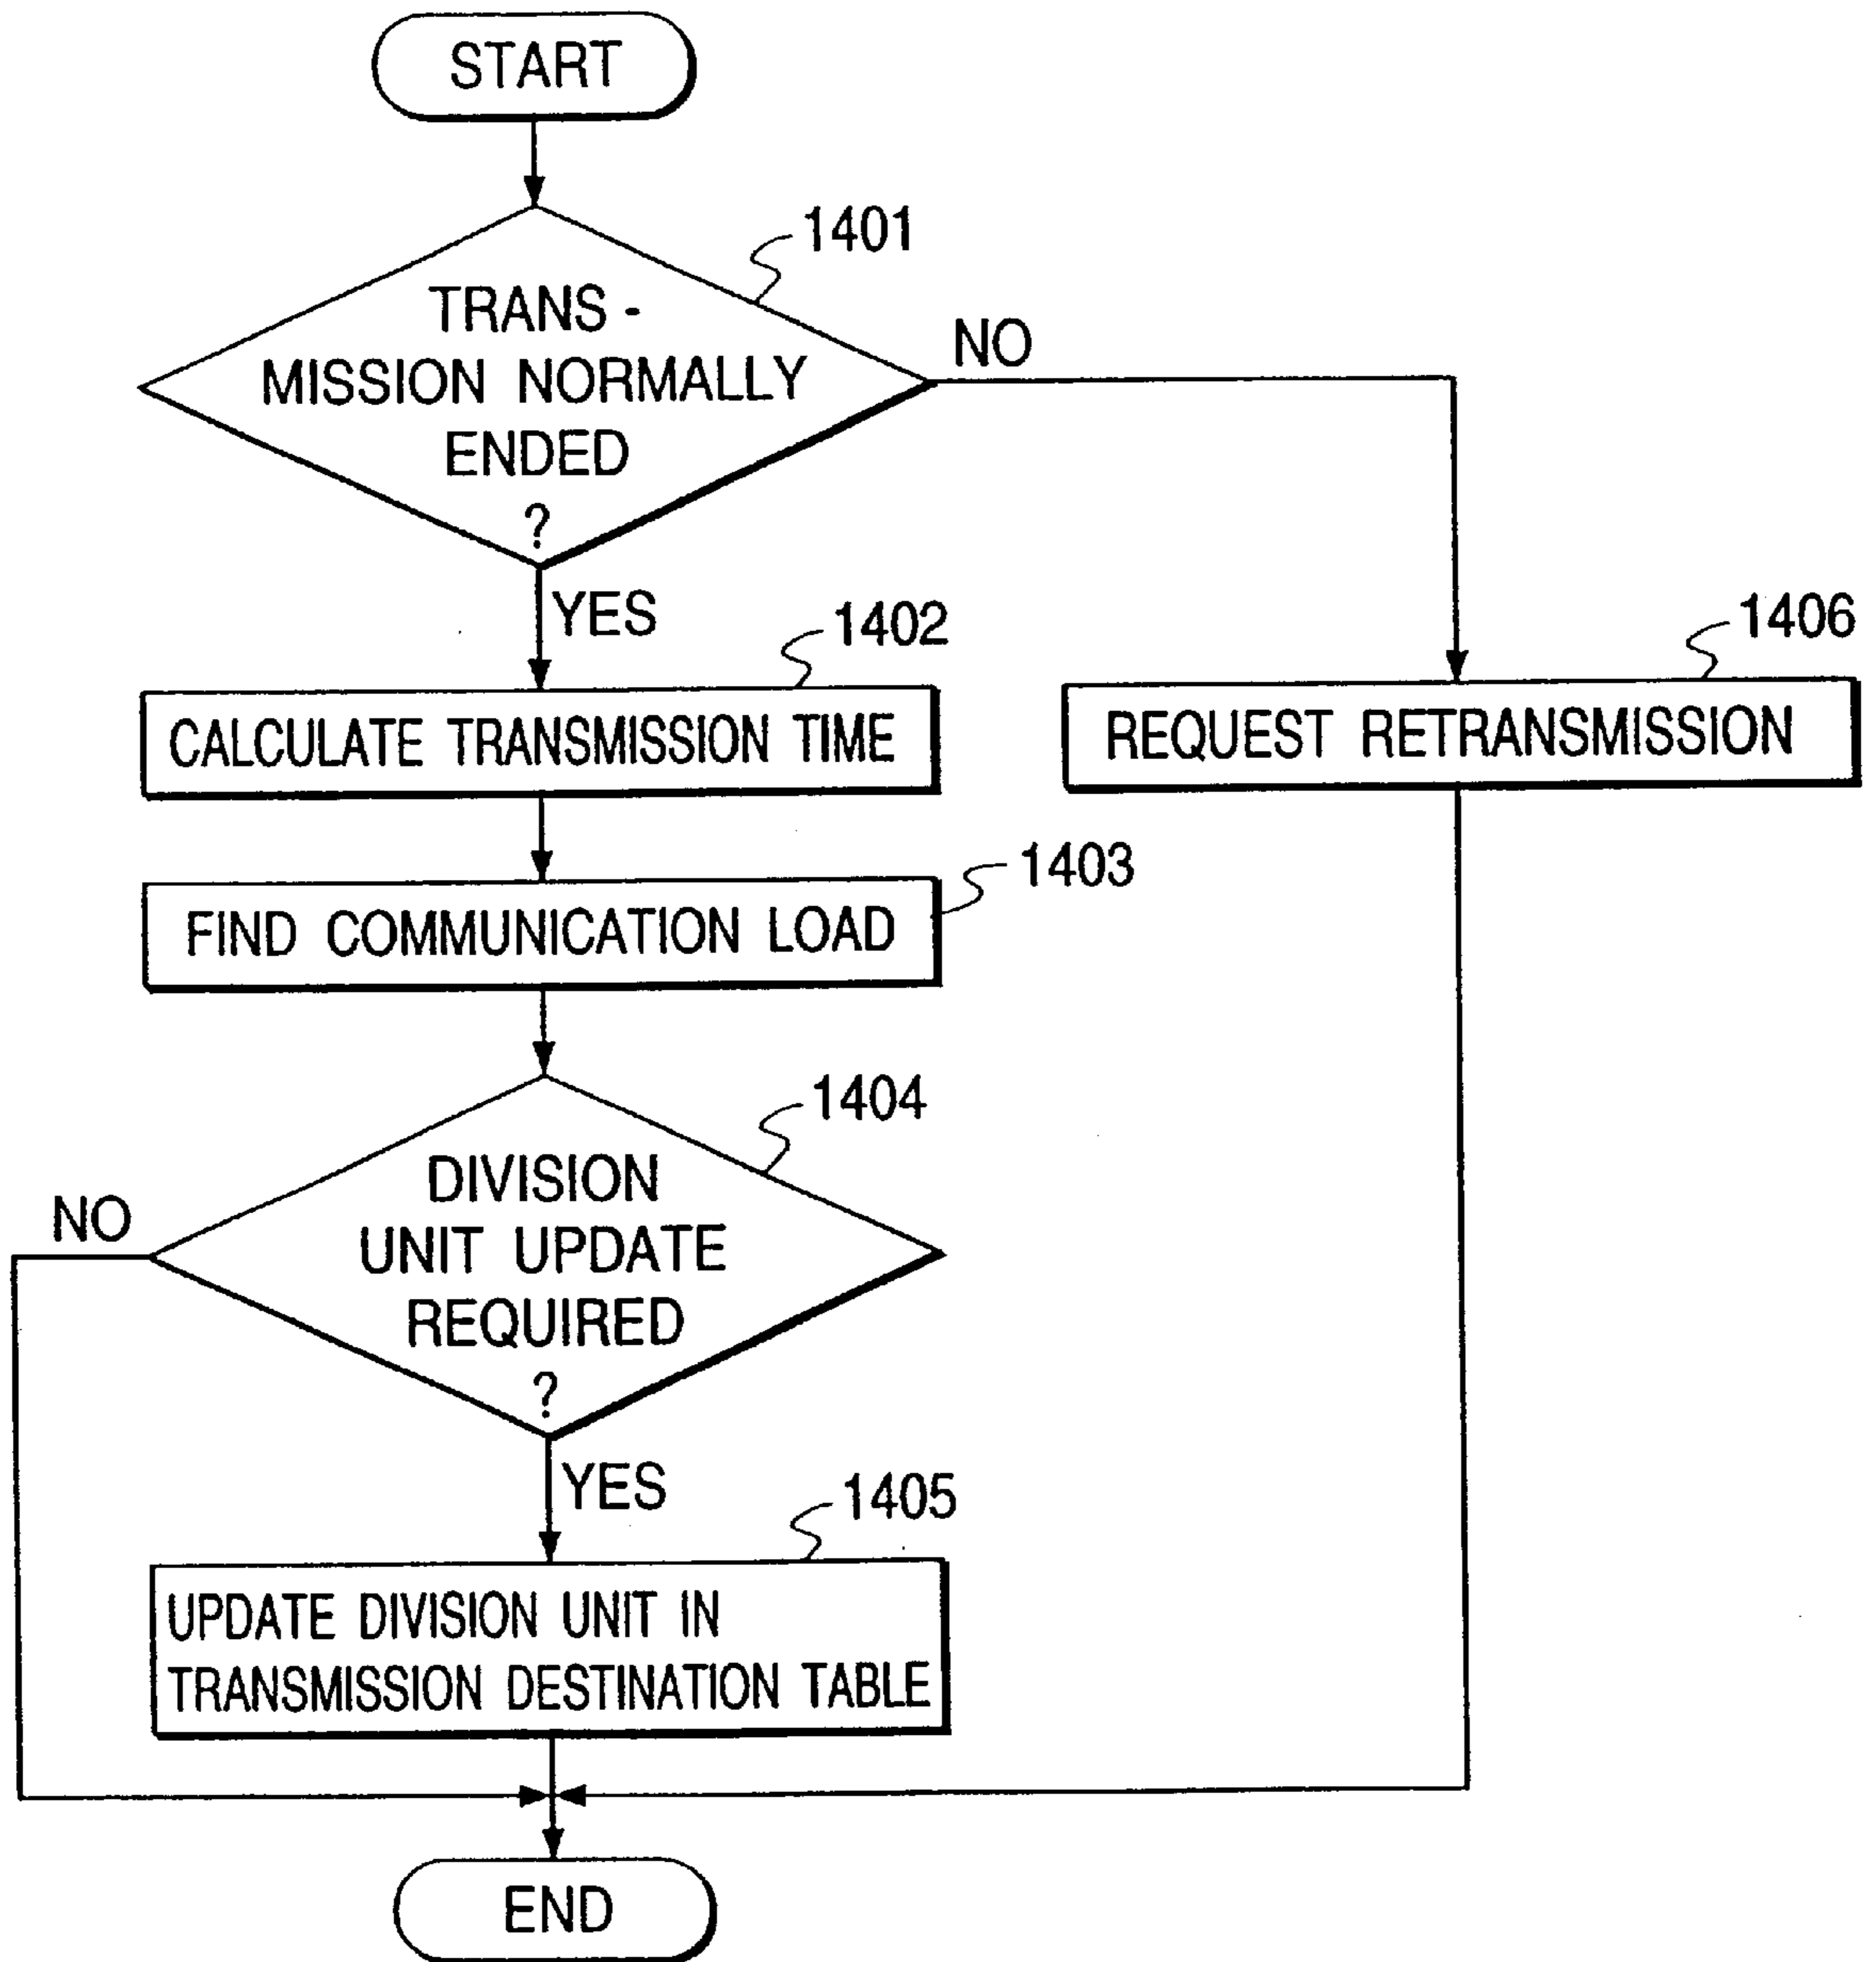 START
1401
TRANS -
MISSION NORMALLY
ENDED
?
NO
YES
1402
CALCULATE TRANSMISSION TIME
1406
REQUEST RETRANSMISSION
1403
FIND COMMUNICATION LOAD
1404
DIVISION
UNIT UPDATE
REQUIRED
?
NO
YES
1405
UPDATE DIVISION UNIT IN
TRANSMISSION DESTINATION TABLE
END